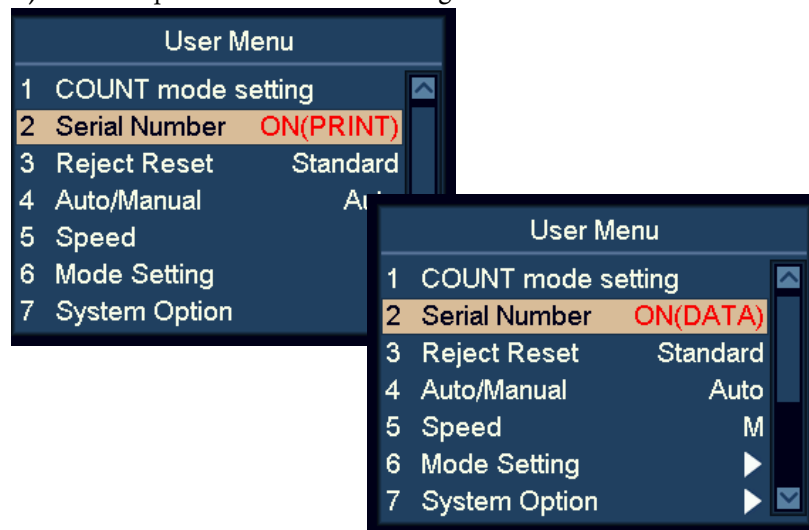 User Menu
1 COUNT mode setting
2 Serial Number ON(PRINT)
3 Reject Reset Standard
4 Auto/Manual
5 Speed
6 Mode Setting
7 System Option
User Menu
1 COUNT mode setting
2 Serial Number ON(DATA)
3 Reject Reset Standard
4 Auto/Manual Auto
5 Speed M
6 Mode Setting
7 System Option